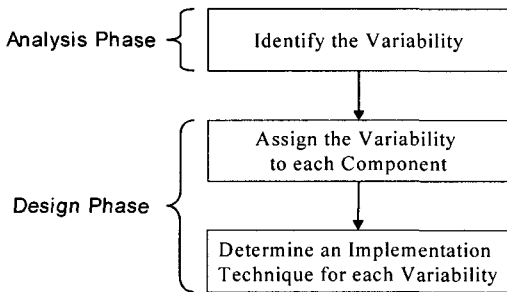 Analysis Phase
Identify the Variability
Assign the Variability
to each Component
Design Phase
Determine an Implementation
Technique for each Variability